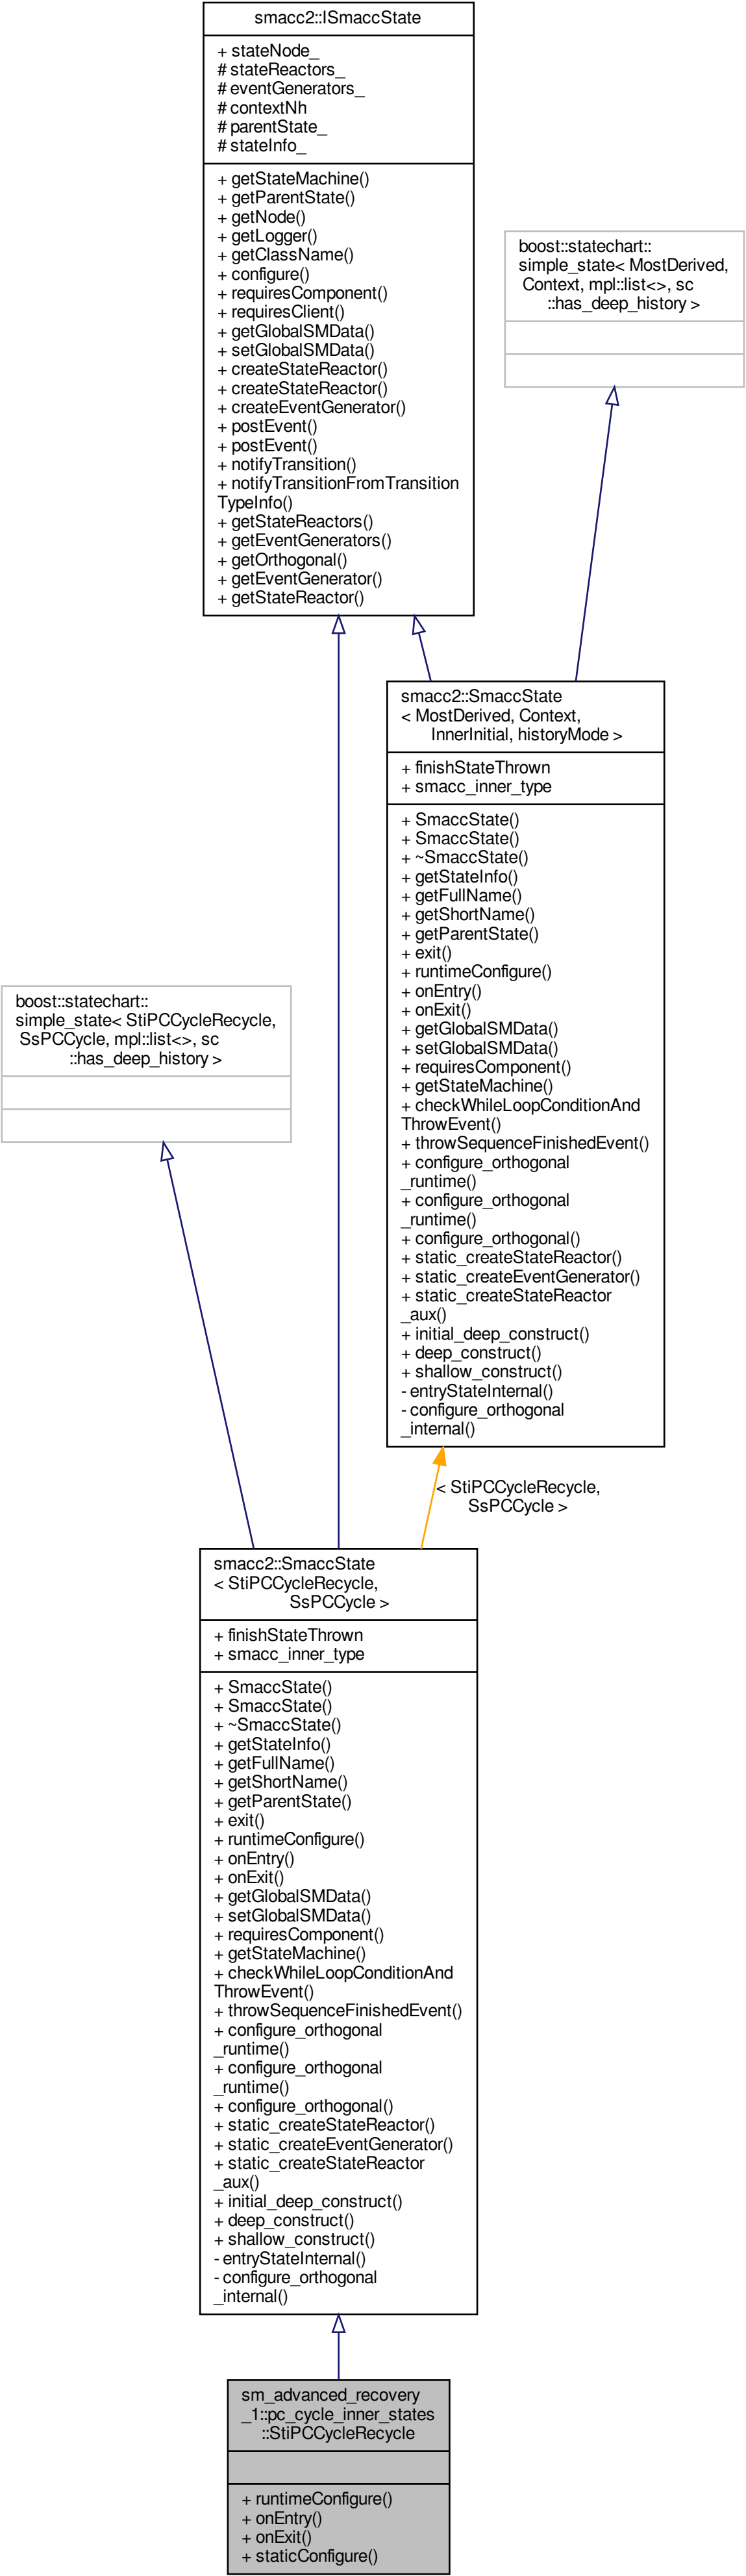 smacc2::ISmaccState
+ stateNode_
# stateReactors_
# eventGenerators_
# contextNh
# parentState_
# stateInfo_
+ getStateMachine()
+ getParentState()
+ getNode()
+ getLogger()
+ getClassName()
+ configure()
+ requiresComponent()
+ requiresClient()
+ getGlobalSMData()
+ setGlobalSMData()
+ createStateReactor()
+ createStateReactor()
+ createEventGenerator()
+ postEvent()
+ postEvent()
+ notifyTransition()
+ notifyTransitionFromTransition
TypeInfo()
+ getStateReactors()
+ getEventGenerators()
+ getOrthogonal()
+ getEventGenerator()
+ getStateReactor()
boost::statechart::
simple_state< MostDerived,
Context, mpl::list<>, sc
::has_deep_history >
smacc2::SmaccState
< MostDerived, Context,
InnerInitial, historyMode >
+ finishStateThrown
+ smacc_inner_type
+ SmaccState()
+ SmaccState()
+ ~SmaccState()
+ getStateInfo()
+ getFullName()
+ getShortName()
+ getParentState()
+ exit()
+ runtimeConfigure()
+ onEntry()
+ onExit()
+ getGlobalSMData()
+ setGlobalSMData()
+ requiresComponent()
+ getStateMachine()
+ checkWhileLoopConditionAnd
ThrowEvent()
+ throwSequenceFinishedEvent()
+ configure_orthogonal
_runtime()
+ configure_orthogonal
_runtime()
+ configure_orthogonal()
+ static_createStateReactor()
+ static_createEventGenerator()
+ static_createStateReactor
_aux()
+ initial_deep_construct()
+ deep_construct()
+ shallow_construct()
- entryStateInternal()
- configure_orthogonal
_internal()
boost::statechart::
simple_state< StiPCCycleRecycle,
SsPCCycle, mpl::list<>, sc
::has_deep_history >
< StiPCCycleRecycle,
SsPCCycle >
smacc2::SmaccState
< StiPCCycleRecycle,
SsPCCycle >
+ finishStateThrown
+ smacc_inner_type
+ SmaccState()
+ SmaccState()
+ ~SmaccState()
+ getStateInfo()
+ getFullName()
+ getShortName()
+ getParentState()
+ exit()
+ runtimeConfigure()
+ onEntry()
+ onExit()
+ getGlobalSMData()
+ setGlobalSMData()
+ requiresComponent()
+ getStateMachine()
+ checkWhileLoopConditionAnd
ThrowEvent()
+ throwSequenceFinishedEvent()
+ configure_orthogonal
_runtime()
+ configure_orthogonal
_runtime()
+ configure_orthogonal()
+ static_createStateReactor()
+ static_createEventGenerator()
+ static_createStateReactor
_aux()
+ initial_deep_construct()
+ deep_construct()
+ shallow_construct()
- entryStateInternal()
- configure_orthogonal
_internal()
sm_advanced_recovery
_1::pc_cycle_inner_states
::StiPCCycleRecycle
+ runtimeConfigure()
+ onEntry()
+ onExit()
+ staticConfigure()